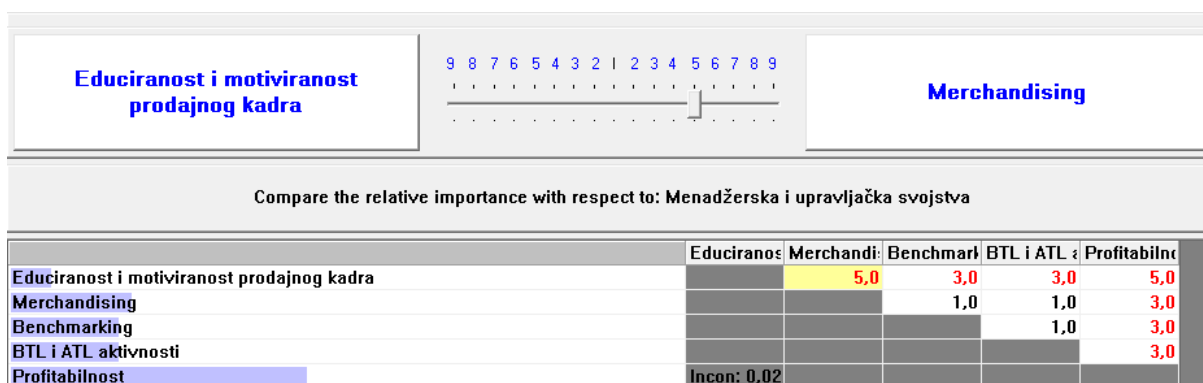 Educiranost i motiviranost
prodajnog kadra
9 8 7 6 5 4 3 2 1 2 3 4 5 6 7 8 9
Merchandising
Compare the relative importance with respect to: Menadžerska i upravljačka svojstva
Educiranos Merchandi Benchmark BTL i ATL a Profitabilno
Educiranost i motiviranost prodajnog kadra 5,0 3,0 3,0 5,0
Merchandising 1,0 1,0 3,0
Benchmarking 1,0 3,0
BTL i ATL aktivnosti 3,0
Profitabilnost Incon: 0,02